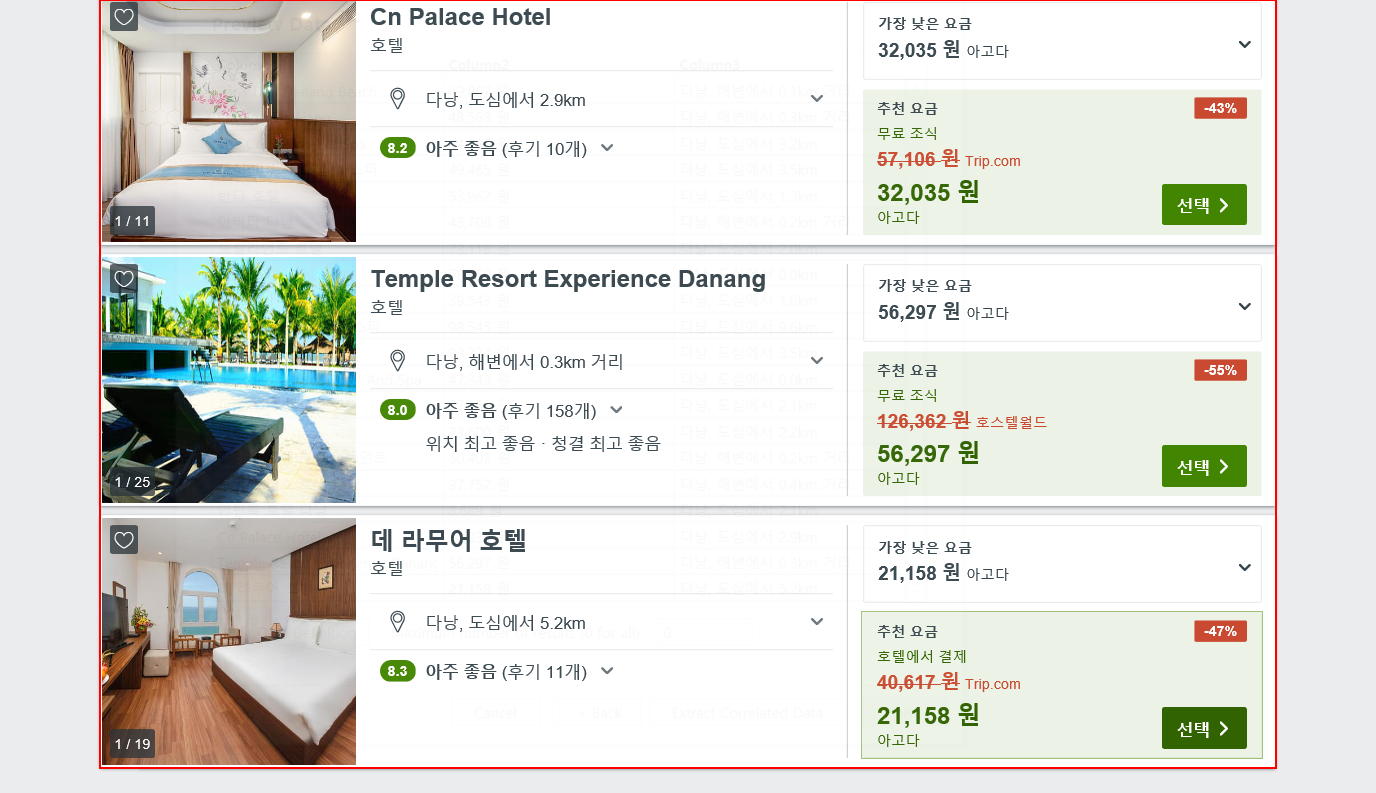 Cn Palace Hotel
호텔
다낭, 도심에서 2.9km
8.2 아주 좋음 (후기 10개)
1 / 11
가장 낮은 요금
32,035 원 아고다
추천 요금
-43%
무료 조식
57,106 원 Trip.com
32,035 원
아고다
선택
Temple Resort Experience Danang
호텔
다낭, 해변에서 0.3km 거리
8.0 아주 좋음 (후기 158개)
위치 최고 좋음 · 청결 최고 좋음
1 / 25
가장 낮은 요금
56,297 원 아고다
추천 요금
-55%
무료 조식
126,362 원 호스텔월드
56,297 원
아고다
선택
데 라무어 호텔
호텔
다낭, 도심에서 5.2km
8.3 아주 좋음 (후기 11개)
1 / 19
가장 낮은 요금
21,158 원 아고다
추천 요금
-47%
호텔에서 결제
40,617 원 Trip.com
21,158 원
아고다
선택